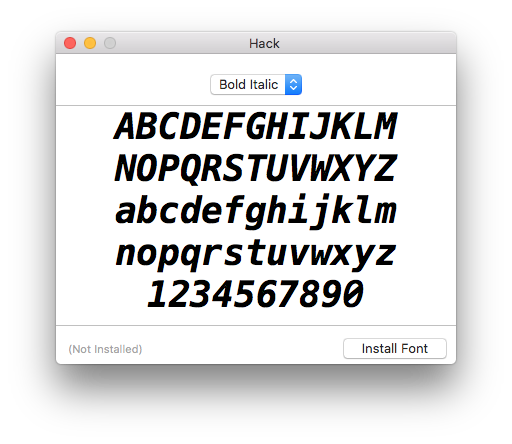 Hack
Bold Italic
ABCDEFGHIJKLM
NOPQRSTUVWXYZ
abcdefghijklm
nopqrstuvwxyz
1234567890
(Not Installed)
Install Font